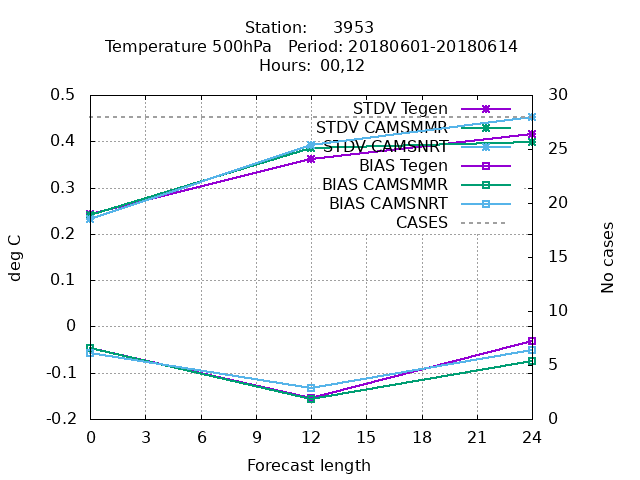 Station: 3953
Temperature 500hPa Period: 20180601-20180614
Hours: 00,12
0.5
0.4
0.3
0.2
0.1
0
-0.1
-0.2
30
25
20
15
10
5
0
STDV Tegen
STDV CAMSMMR
STDV CAMSNRT
BIAS Tegen
BIAS CAMSMMR
BIAS CAMSNRT
CASES
deg C
No cases
0 3 6 9 12 15 18 21 24
Forecast length